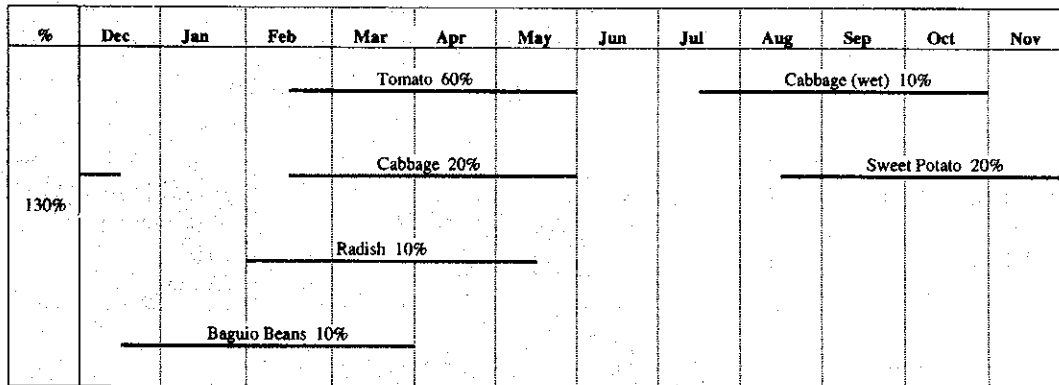 % Dec Jan Feb Mar Apr May Jun Jul Aug Sep Oct Nov
Tomato 60% Cabbage (wet) 10%
Cabbage 20% Sweet Potato 20%
130%
Radish 10%
Baguio Beans 10%